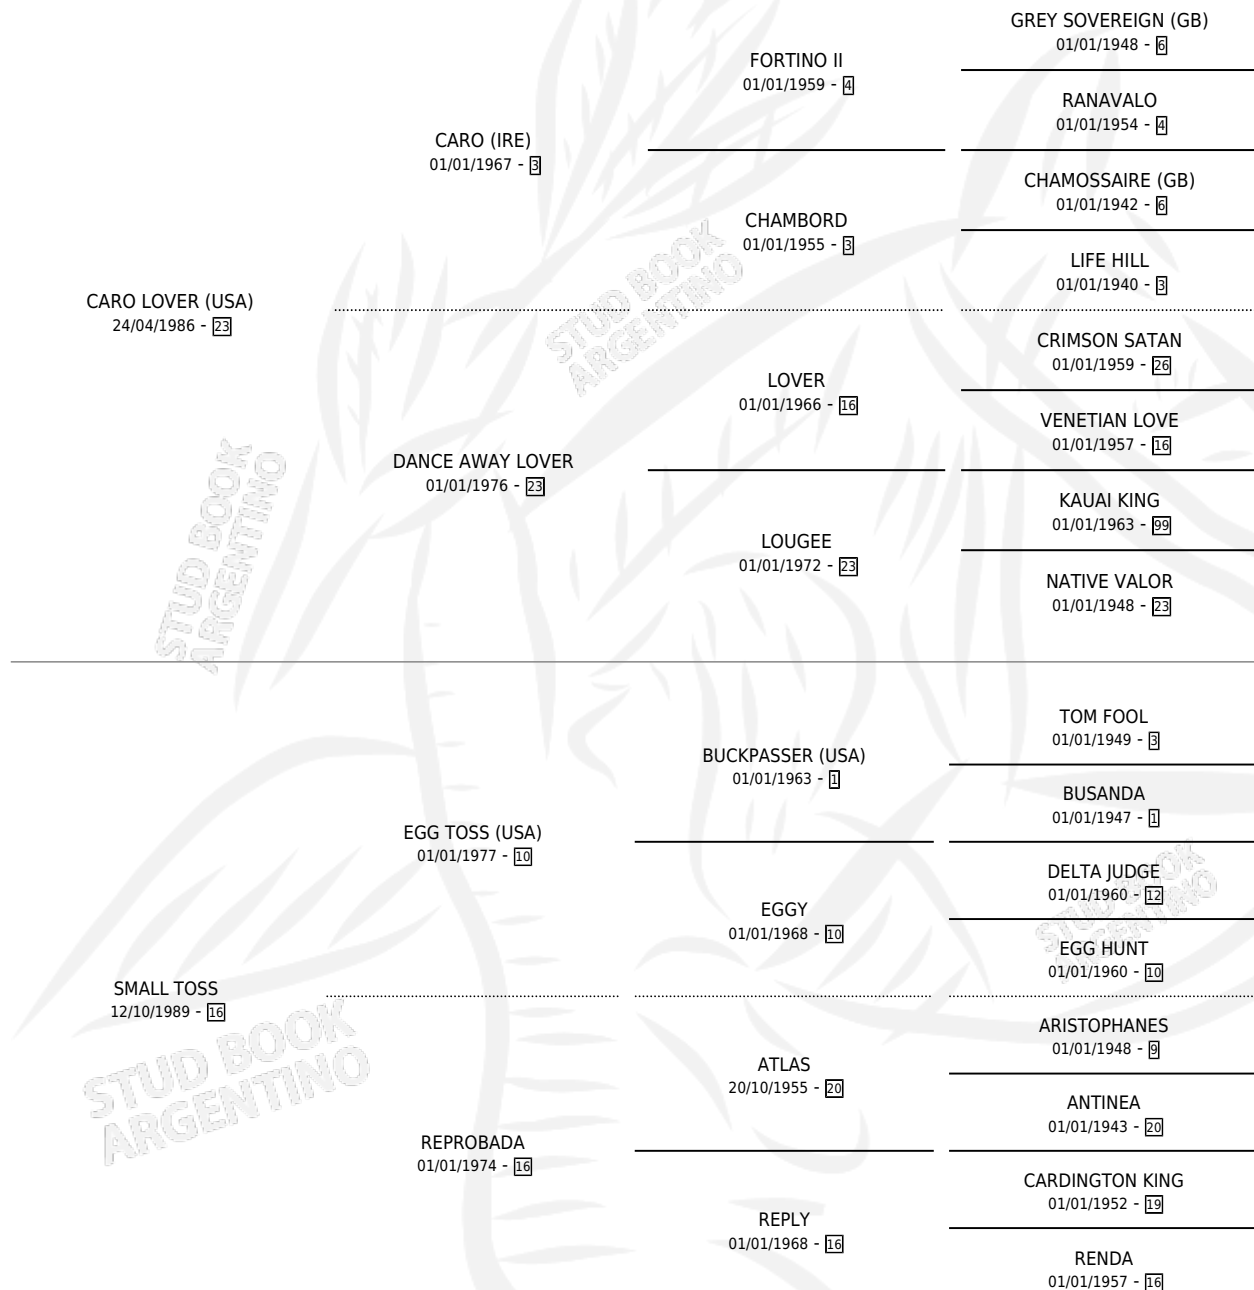 GREY SOVEREIGN (GB)
01/01/1948 - 6
FORTINO II
01/01/1959 - 4
RANAVALO
01/01/1954 - 4
CARO (IRE)
01/01/1967 - 3
CHAMOSSAIRE (GB)
01/01/1942 - 6
CHAMBORD
01/01/1955 - 3
LIFE HILL
01/01/1940 - 3
CARO LOVER (USA)
24/04/1986 - 23
STUD BOOK
ARGENTINO
CRIMSON SATAN
01/01/1959 - 26
LOVER
01/01/1966 - 16
VENETIAN LOVE
01/01/1957 - 16
DANCE AWAY LOVER
01/01/1976 - 23
KAUAI KING
01/01/1963 - 99
LOUGEE
01/01/1972 - 23
NATIVE VALOR
01/01/1948 - 23
STUD BOOK
ARGENTINO
TOM FOOL
01/01/1949 - 3
BUCKPASSER (USA)
01/01/1963 - 1
BUSANDA
01/01/1947 - 1
EGG TOSS (USA)
01/01/1977 - 10
DELTA JUDGE
01/01/1960 - 12
EGGY
01/01/1968 - 10
EGG HUNT
01/01/1960 - 10
STUD BOOK
ARGENTINO
SMALL TOSS
12/10/1989 - 16
ARISTOPHANES
01/01/1948 - 9
ATLAS
20/10/1955 - 20
ANTINEA
01/01/1943 - 20
STUD BOOK
ARGENTINO
REPROBADA
01/01/1974 - 16
CARDINGTON KING
01/01/1952 - 19
REPLY
01/01/1968 - 16
RENDA
01/01/1957 - 16